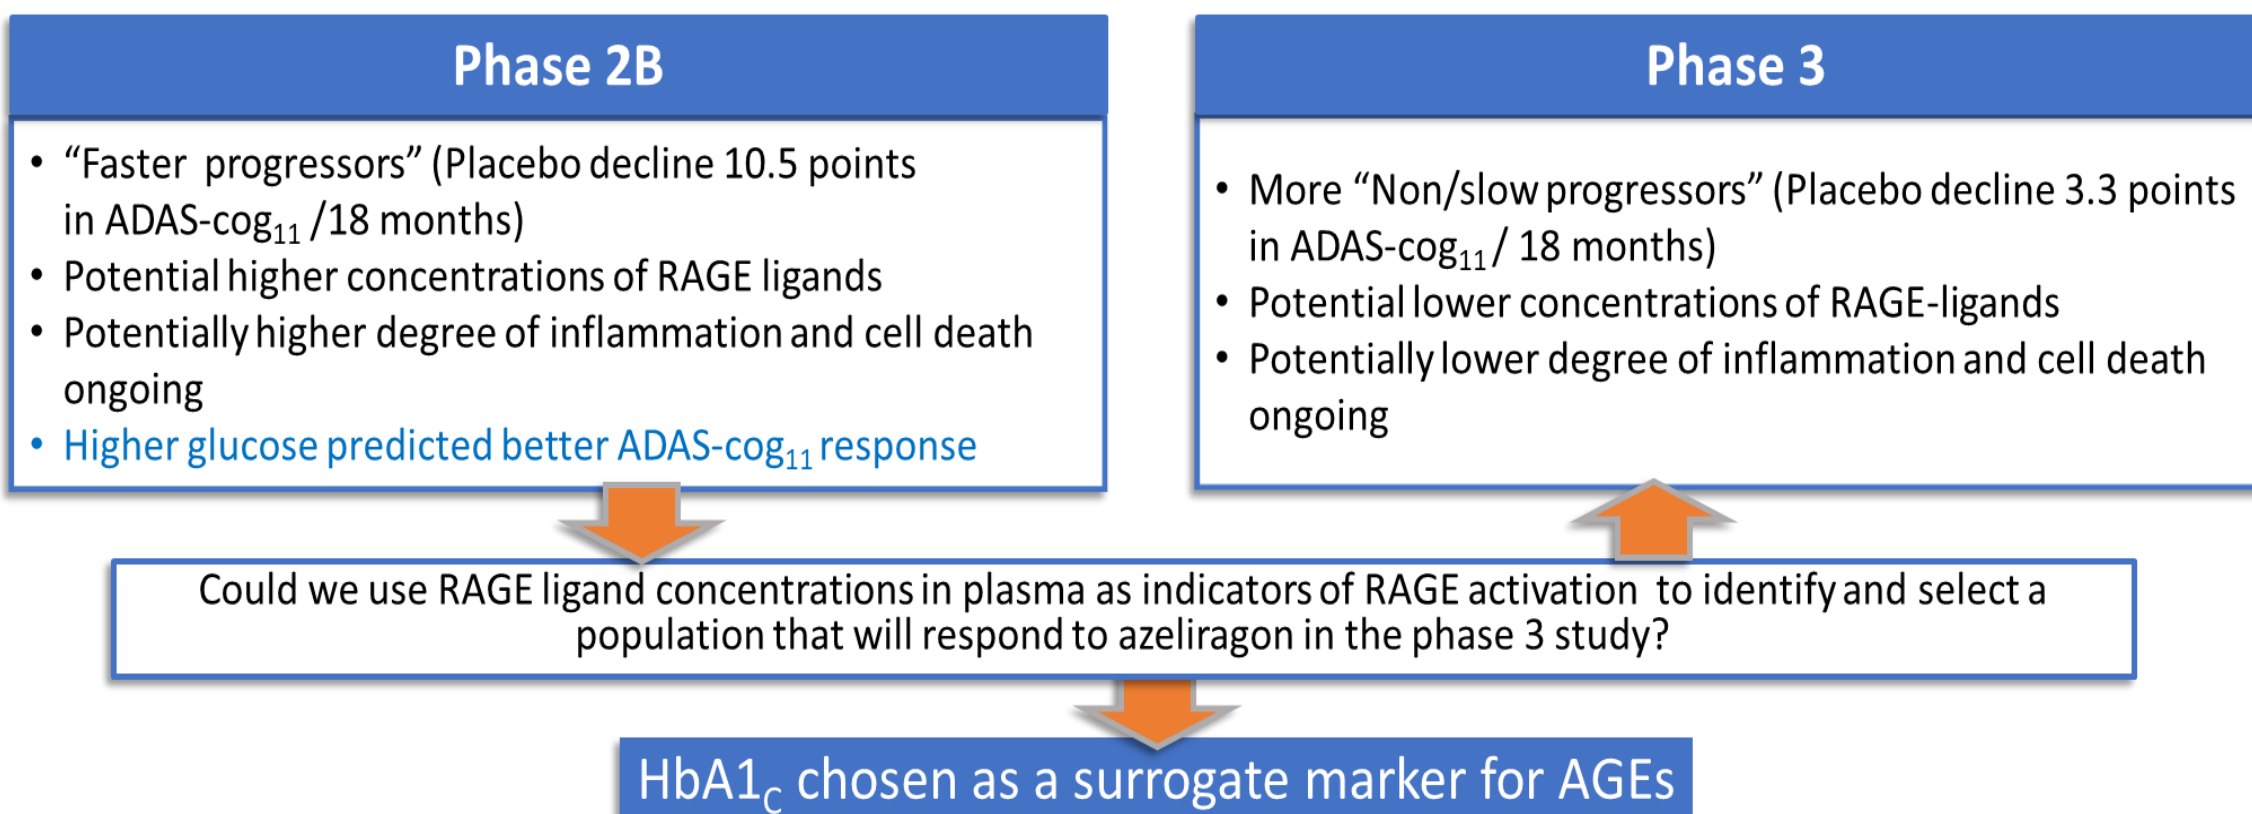 Phase 2B
• “Faster progressors” (Placebo decline 10.5 points
in ADAS-cog11 /18 months)
• Potential higher concentrations of RAGE ligands
• Potentially higher degree of inflammation and cell death
ongoing
• Higher glucose predicted better ADAS-cog11 response
Phase 3
• More “Non/slow progressors” (Placebo decline 3.3 points
in ADAS-cog11 / 18 months)
• Potential lower concentrations of RAGE-ligands
• Potentially lower degree of inflammation and cell death
ongoing
Could we use RAGE ligand concentrations in plasma as indicators of RAGE activation to identify and select a
population that will respond to azeliragon in the phase 3 study?
HbA1C chosen as a surrogate marker for AGEs